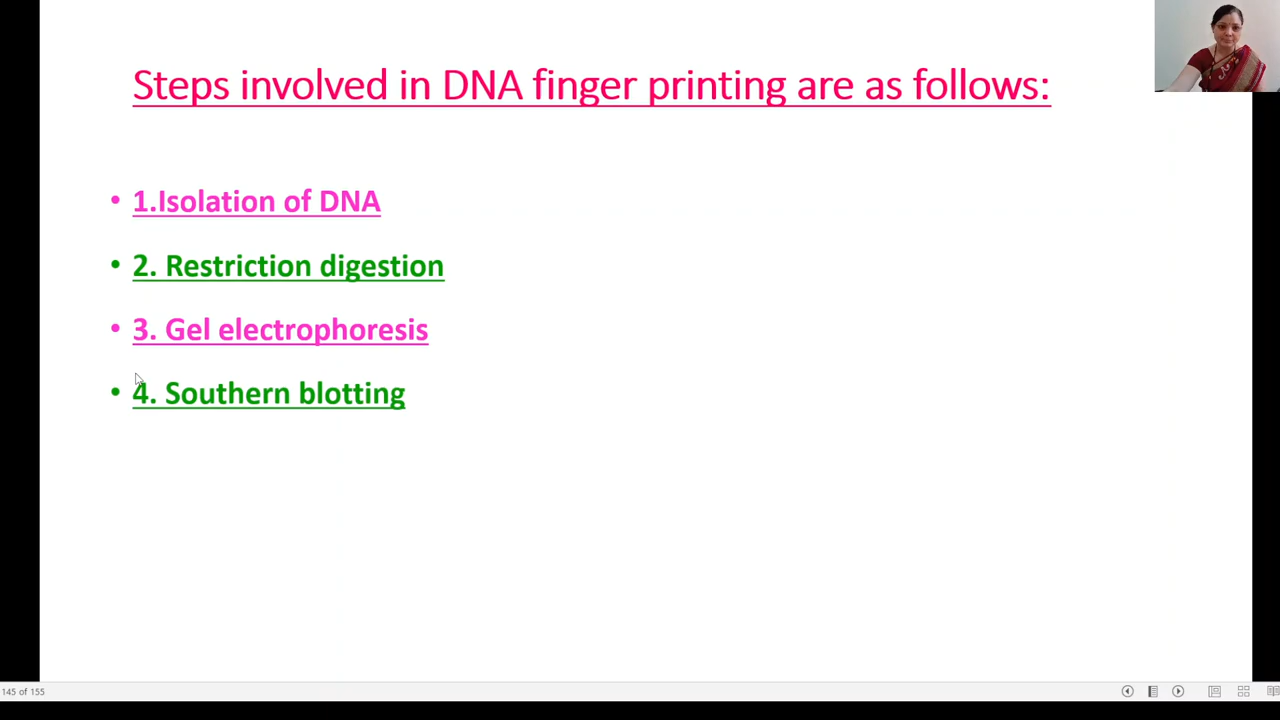 Steps involved in DNA finger printing are as follows:
• 1.Isolation of DNA
• 2. Restriction digestion
• 3. Gel electrophoresis
• 4. Southern blotting
145 of 155